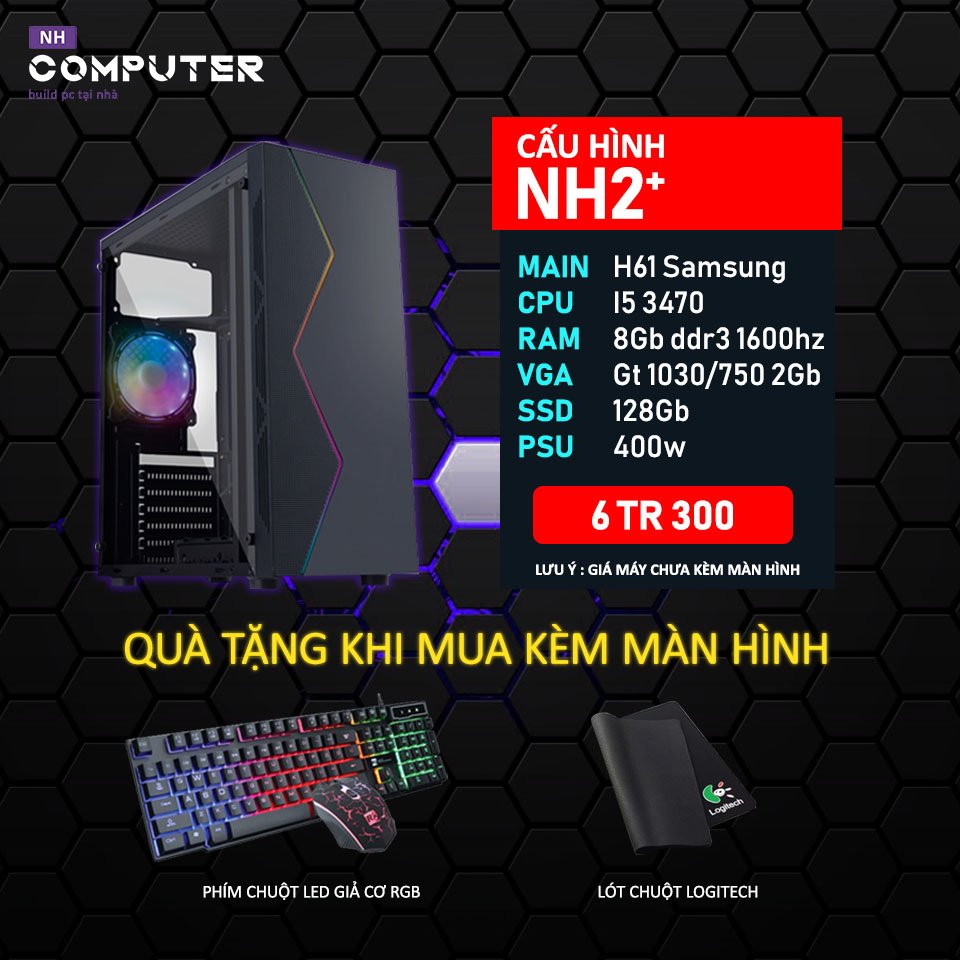 NH
COMPUTER
build pc tại nhà
CẤU HÌNH
NH2+
MAIN H61 Samsung
CPU I5 3470
RAM 8Gb ddr3 1600hz
VGA Gt 1030/750 2Gb
SSD 128Gb
PSU 400w
6 TR 300
LƯU Ý : GIÁ MÁY CHƯA KÈM MÀN HÌNH
QUÀ TẶNG KHI MUA KÈM MÀN HÌNH
Logitech
PHÍM CHUỘT LED GIẢ CƠ RGB
LÓT CHUỘT LOGITECH